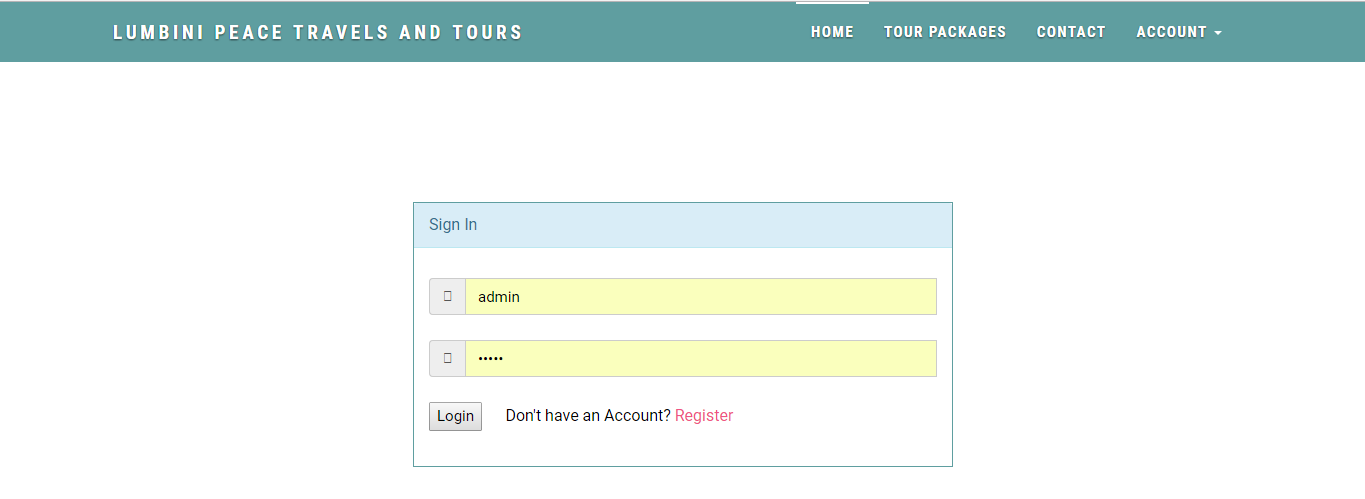 LUMBINI PEACE TRAVELS AND TOURS
HOME TOUR PACKAGES CONTACT ACCOUNT
Sign In
admin
•••••
Login Don't have an Account? Register